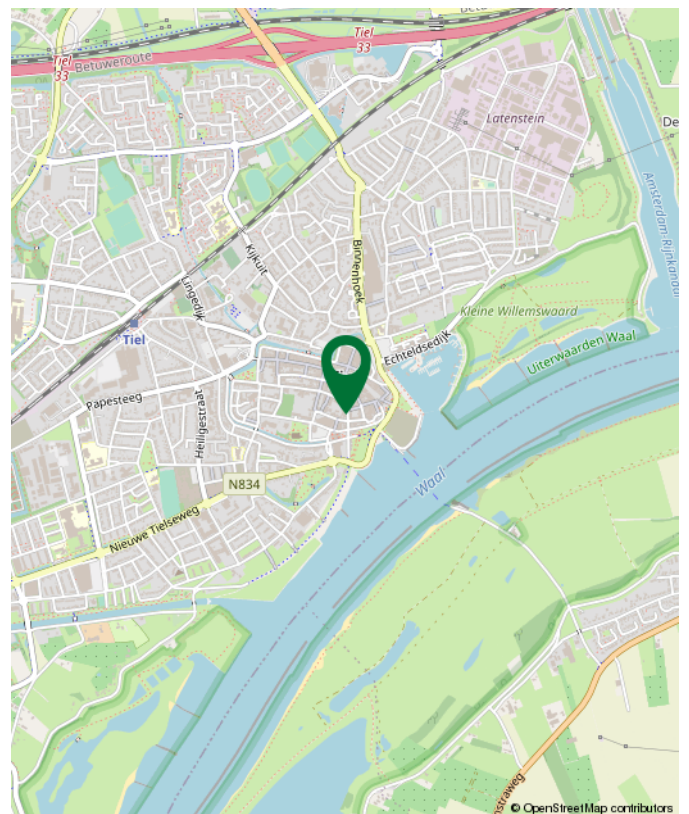 Tiel
33
Betuweroute
Tiel
33
Latenstein
De
Amsterdam-Rijnkanaal
Kijkuit
Binnenhoek
Lingedijk
Kleine Willemswaard
Tiel
Echteldsedijk
Uiterwaarden Waal
Papesteeg
Heiligestraat
N834
Waal
Nieuwe Tielseweg
nstraweg
© OpenStreetMap contributors